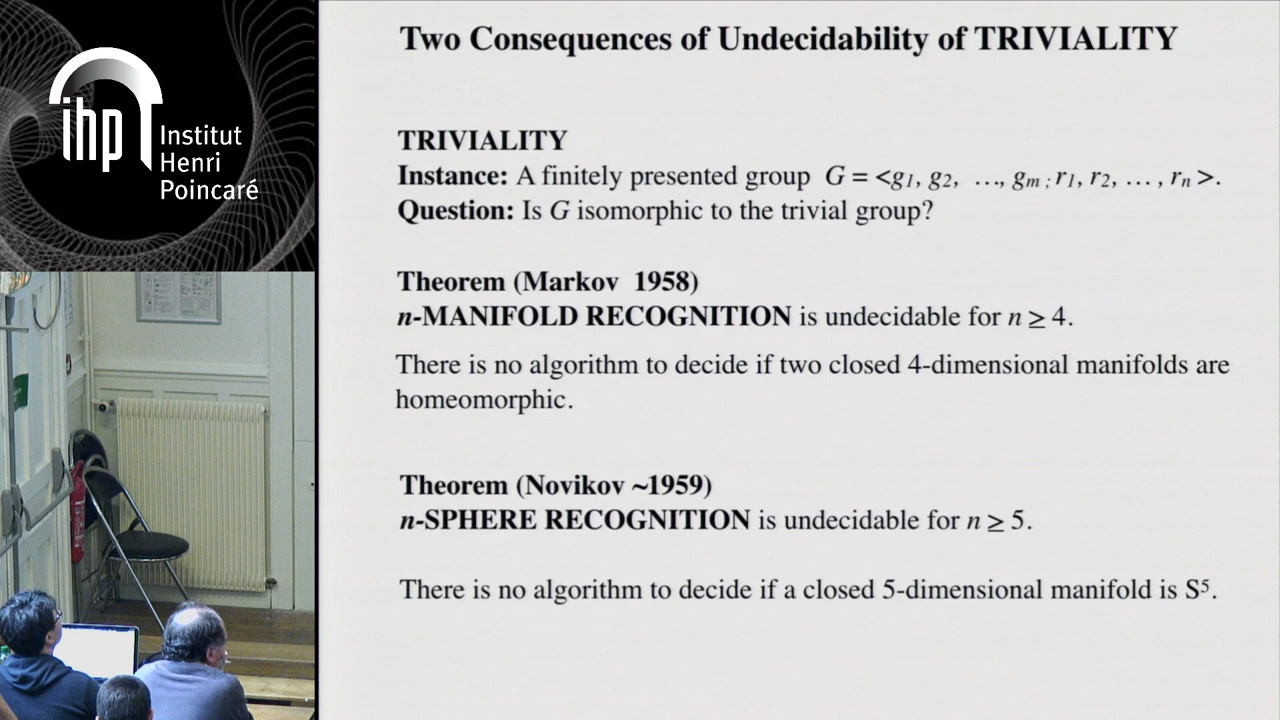 ihp
Institut
Henri
Poincaré
Two Consequences of Undecidability of TRIVIALITY
TRIVIALITY
Instance: A finitely presented group G = <g1, g2, …, gm ; r1, r2, … , rn >.
Question: Is G isomorphic to the trivial group?
Theorem (Markov 1958)
n-MANIFOLD RECOGNITION is undecidable for n ≥ 4.
There is no algorithm to decide if two closed 4-dimensional manifolds are
homeomorphic.
Theorem (Novikov ~1959)
n-SPHERE RECOGNITION is undecidable for n ≥ 5.
There is no algorithm to decide if a closed 5-dimensional manifold is S⁵.